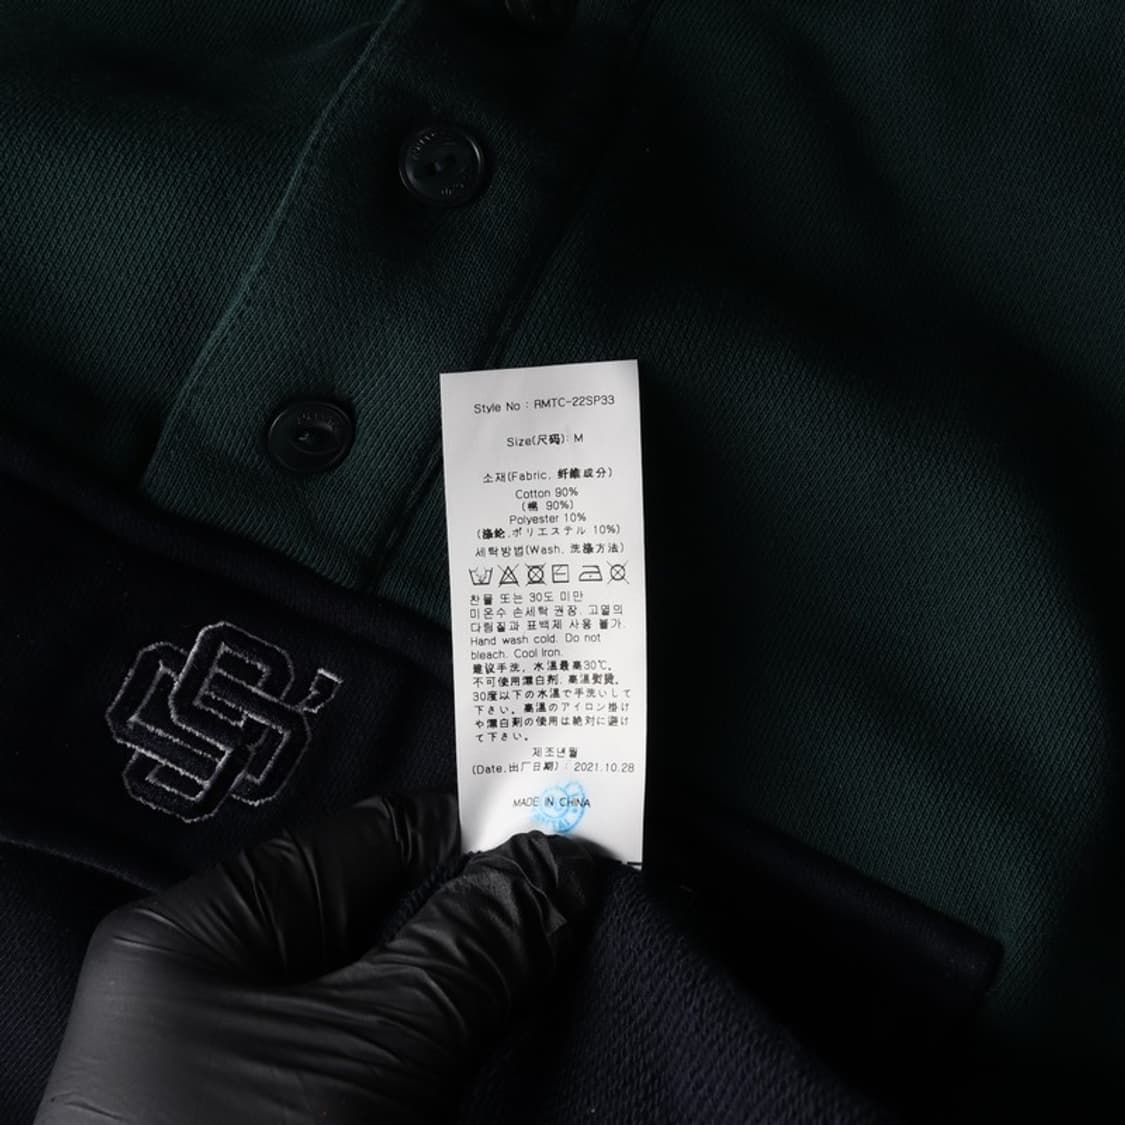 Style No : RMTC-22SP33
Size(尺码): M
소재(Fabric, 纤维成分)
Cotton 90%
(棉 90%)
Polyester 10%
(涤纶,ポリエステル 10%)
세탁방법(Wash, 洗涤方法)
찬물 또는 30도 미만
미온수 손세탁 권장. 고열의
다림질과 표백제 사용 불가.
Hand wash cold. Do not
bleach. Cool Iron.
建议手洗, 水温最高30℃,
不可使用漂白剂. 高温熨烫。
30度以下の水温で手洗いして
下さい。高温のアイロン掛け
や漂白剤の使用は絶対に避け
て下さい。
제조년월
(Date,出厂日期) : 2021.10.28
MADE IN CHINA